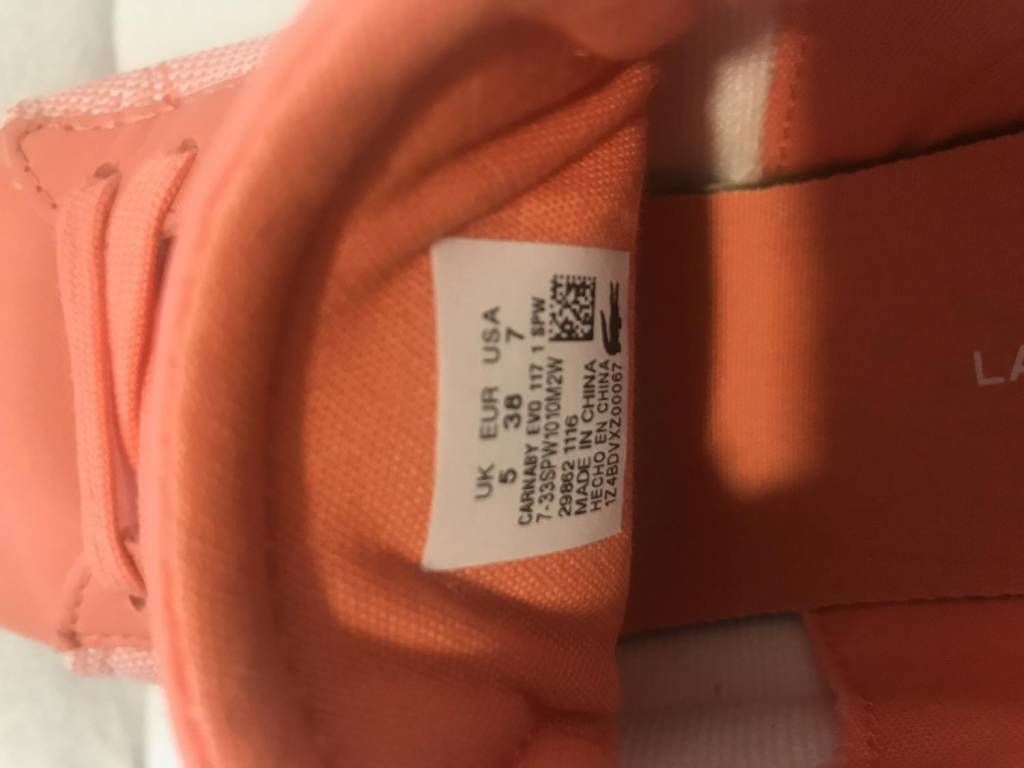 UK EUR USA
5 38 7
CARNABY EVO 117 1 SPW
7-33SPW1010M2W
29862 1116
MADE IN CHINA
HECHO EN CHINA
1Z4BDVXZ00067
LA